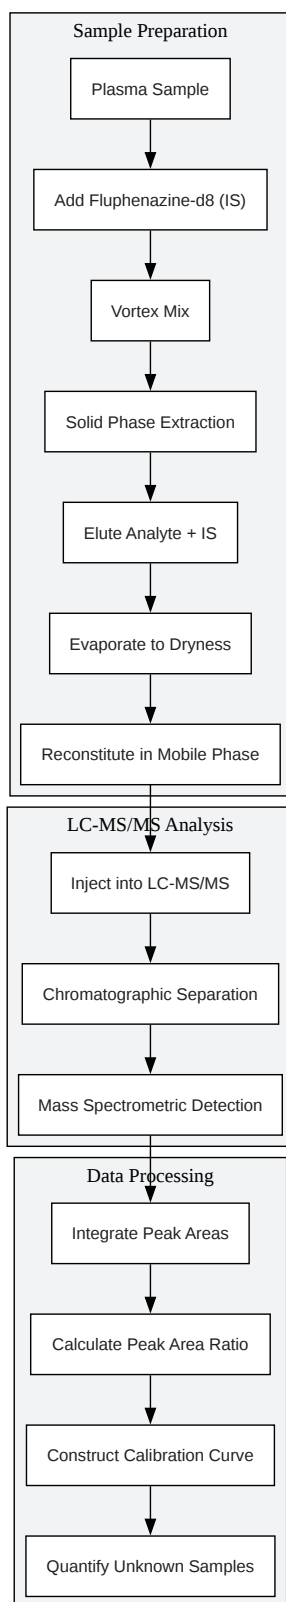 Sample Preparation
Plasma Sample
Add Fluphenazine-d8 (IS)
Vortex Mix
Solid Phase Extraction
Elute Analyte + IS
Evaporate to Dryness
Reconstitute in Mobile Phase
LC-MS/MS Analysis
Inject into LC-MS/MS
Chromatographic Separation
Mass Spectrometric Detection
Data Processing
Integrate Peak Areas
Calculate Peak Area Ratio
Construct Calibration Curve
Quantify Unknown Samples